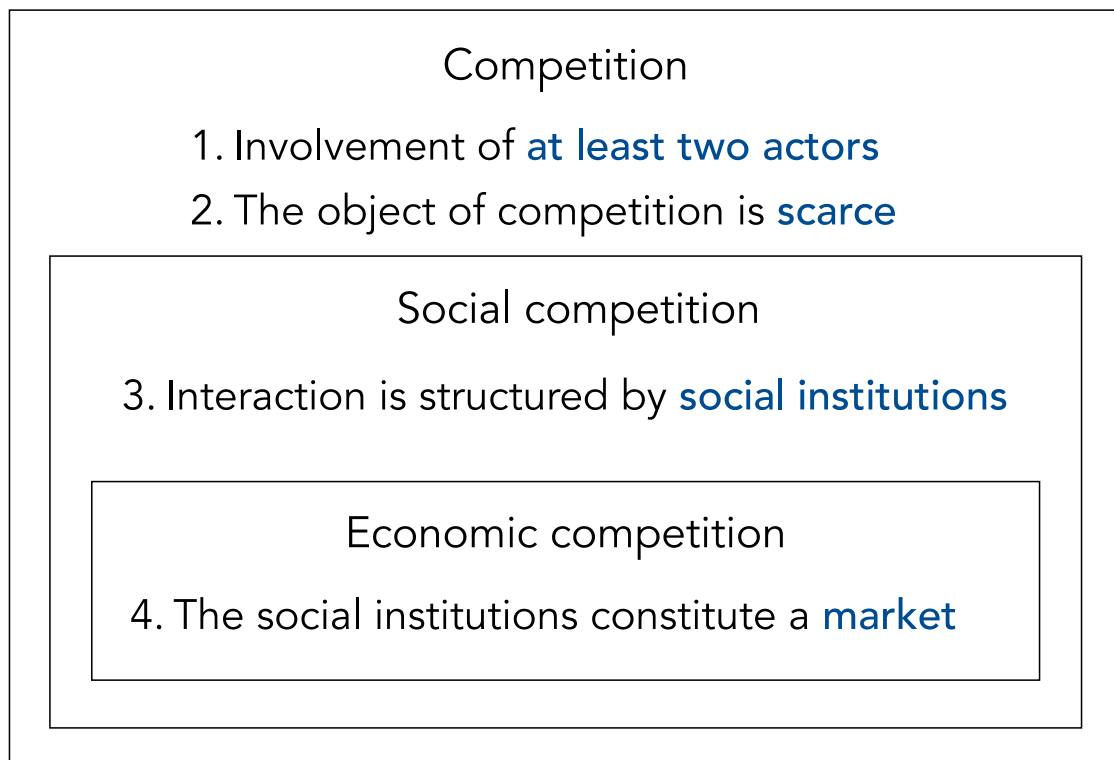 Competition
1. Involvement of at least two actors
2. The object of competition is scarce
Social competition
3. Interaction is structured by social institutions
Economic competition
4. The social institutions constitute a market